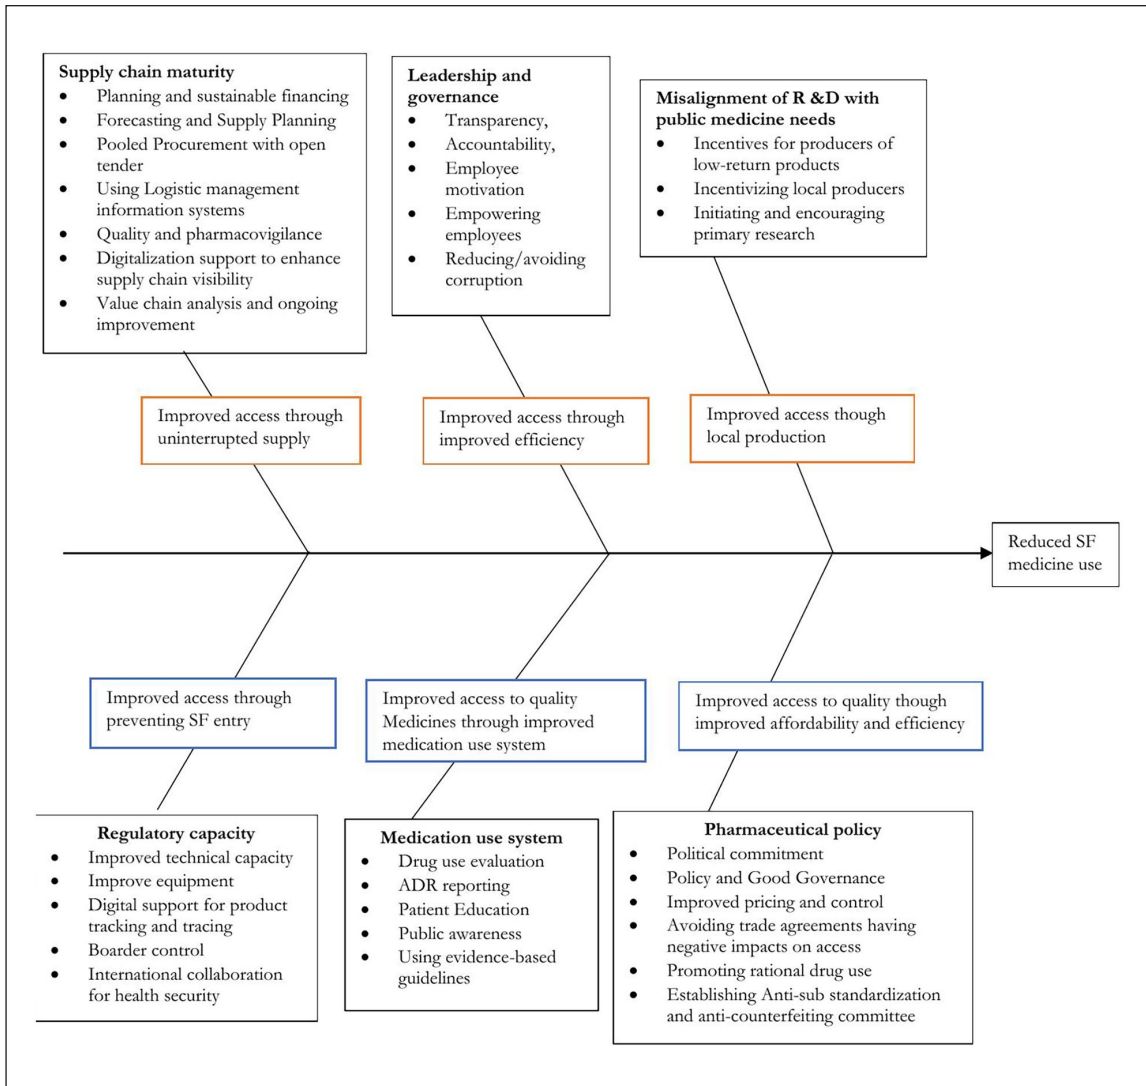 Supply chain maturity
• Planning and sustainable financing
• Forecasting and Supply Planning
• Pooled Procurement with open
tender
• Using Logistic management
information systems
• Quality and pharmacovigilance
• Digitalization support to enhance
supply chain visibility
• Value chain analysis and ongoing
improvement
Leadership and
governance
• Transparency,
• Accountability,
• Employee
motivation
• Empowering
employees
• Reducing/avoiding
corruption
Misalignment of R &D with
public medicine needs
• Incentives for producers of
low-return products
• Incentivizing local producers
• Initiating and encouraging
primary research
Improved access through
uninterrupted supply
Improved access through
improved efficiency
Improved access though
local production
Reduced SF
medicine use
Improved access through
preventing SF entry
Improved access to quality
Medicines through improved
medication use system
Improved access to quality though
improved affordability and efficiency
Regulatory capacity
• Improved technical capacity
• Improve equipment
• Digital support for product
tracking and tracing
• Boarder control
• International collaboration
for health security
Medication use system
• Drug use evaluation
• ADR reporting
• Patient Education
• Public awareness
• Using evidence-based
guidelines
Pharmaceutical policy
• Political commitment
• Policy and Good Governance
• Improved pricing and control
• Avoiding trade agreements having
negative impacts on access
• Promoting rational drug use
• Establishing Anti-sub standardization
and anti-counterfeiting committee